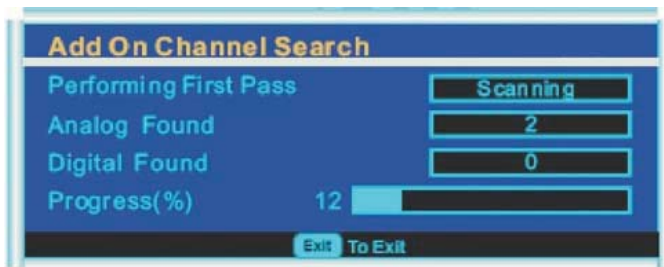 Add On Channel Search
Performing First Pass Scanning
Analog Found 2
Digital Found 0
Progress(%) 12
Exit To Exit